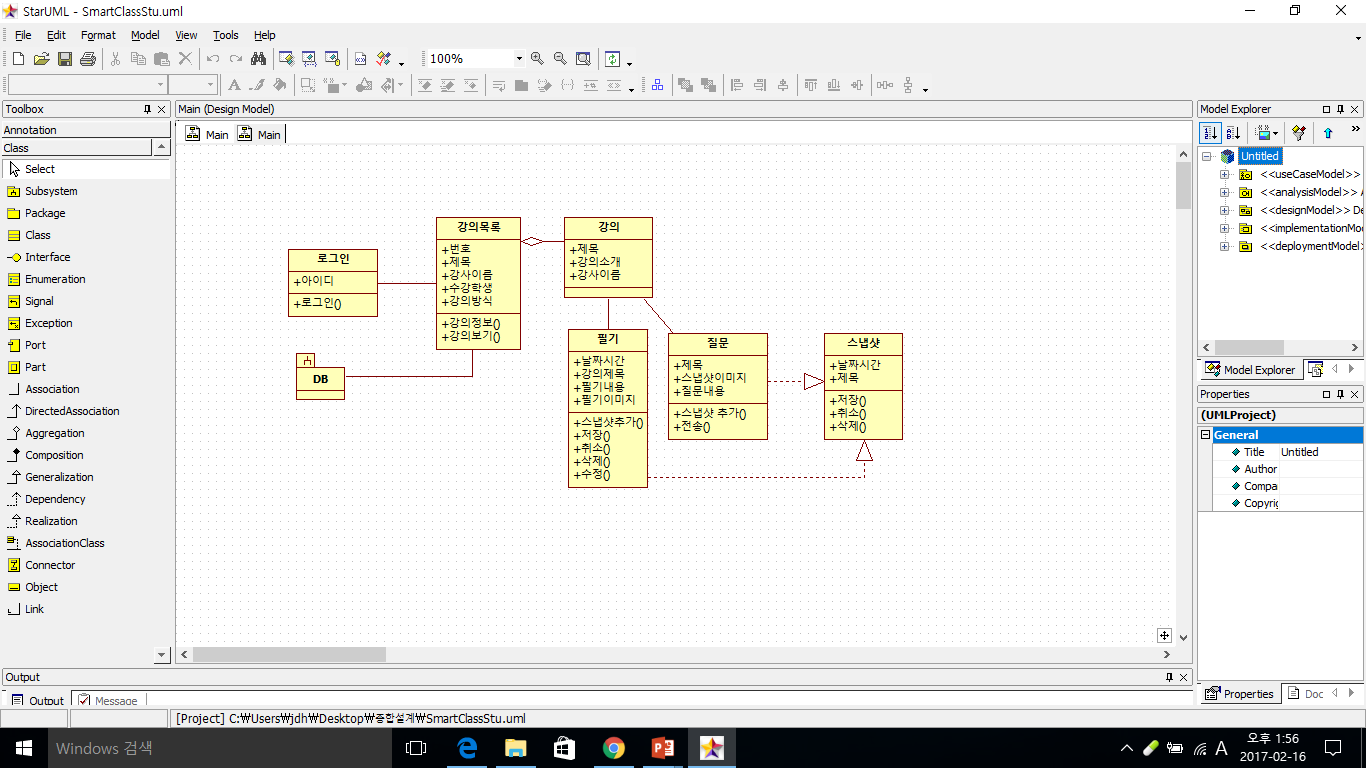 StarUML - SmartClassStu.uml
File Edit Format Model View Tools Help
100%
Toolbox
Annotation
Class
Select
Subsystem
Package
Class
Interface
Enumeration
Signal
Exception
Port
Part
Association
DirectedAssociation
Aggregation
Composition
Generalization
Dependency
Realization
AssociationClass
Connector
Object
Link
Main (Design Model)
Main Main
로그인
+아이디
+로그인()
DB
강의목록
+번호
+제목
+강사이름
+수강학생
+강의방식
+강의정보()
+강의보기()
강의
+제목
+강의소개
+강사이름
필기
+날짜시간
+강의제목
+필기내용
+필기이미지
+스냅샷추가()
+저장()
+취소()
+삭제()
+수정()
질문
+제목
+스냅샷이미지
+질문내용
+스냅샷 추가()
+전송()
스냅샷
+날짜시간
+제목
+저장()
+취소()
+삭제()
Model Explorer
Untitled
<<useCaseModel>>
<<analysisModel>> A
<<designModel>> De
<<implementationMo
<<deploymentModel>
Model Explorer
Properties
(UMLProject)
General
Title Untitled
Author
Compa
Copyrig
Properties Doc
Output
Output Message
[Project] C:₩Users₩jdh₩Desktop₩종합설계₩SmartClassStu.uml
Windows 검색
A
오후 1:56
2017-02-16